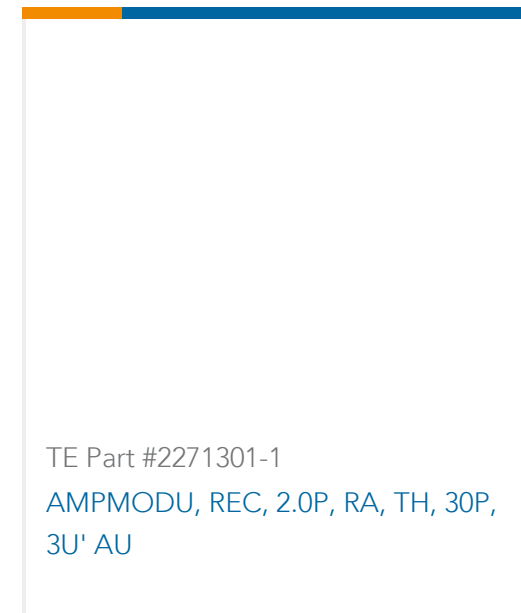 TE Part #2271301-1
AMPMODU, REC, 2.0P, RA, TH, 30P,
3U' AU